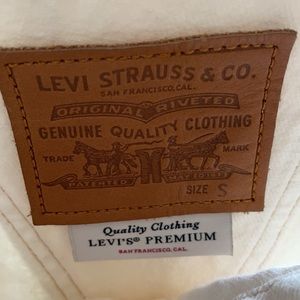 LEVI STRAUSS & CO.
SAN FRANCISCO, CAL.
ORIGINAL RIVETED
GENUINE QUALITY CLOTHING
TRADE MARK
PATENTED
SIZE S
Quality Clothing
LEVI'S® PREMIUM
SAN FRANCISCO, CAL.